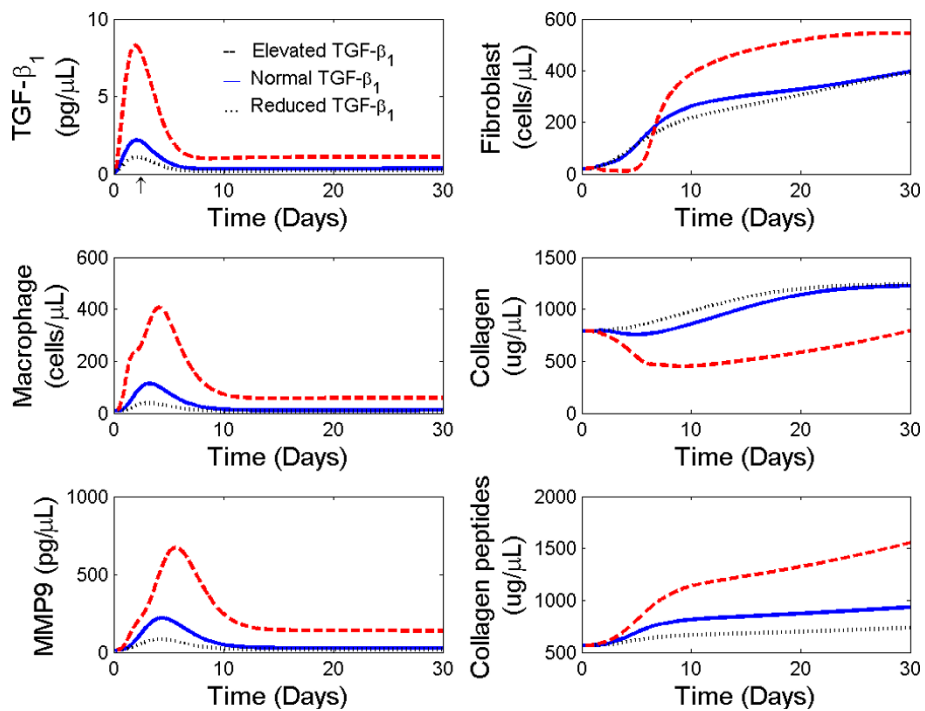 TGF-β1
(pg/μL)
10
5
0
-- Elevated TGF-β1
— Normal TGF-β1
... Reduced TGF-β1
↑
0 10 20 30
Time (Days)
Fibroblast
(cells/μL)
600
400
200
0
0 10 20 30
Time (Days)
Macrophage
(cells/μL)
600
400
200
0
0 10 20 30
Time (Days)
Collagen
(ug/μL)
1500
1000
500
0
0 10 20 30
Time (Days)
MMP9 (pg/μL)
1000
500
0
0 10 20 30
Time (Days)
Collagen peptides
(ug/μL)
2000
1500
1000
500
0 10 20 30
Time (Days)